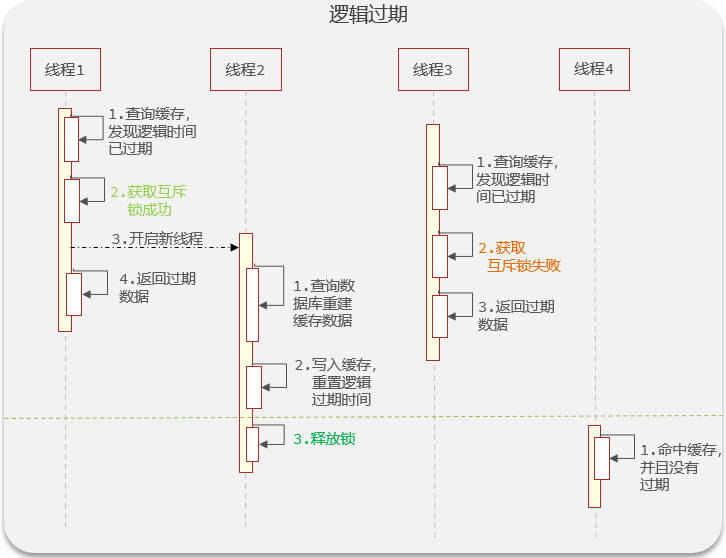 逻辑过期
线程1
线程2
线程3
线程4
1.查询缓存，
发现逻辑时间
已过期
2.获取互斥
锁成功
3.开启新线程
4.返回过期
数据
1.查询数
据库重建
缓存数据
2.写入缓存，
重置逻辑
过期时间
3.释放锁
1.查询缓存，
发现逻辑时
间已过期
2.获取
互斥锁失败
3.返回过期
数据
1.命中缓存，
并且没有
过期